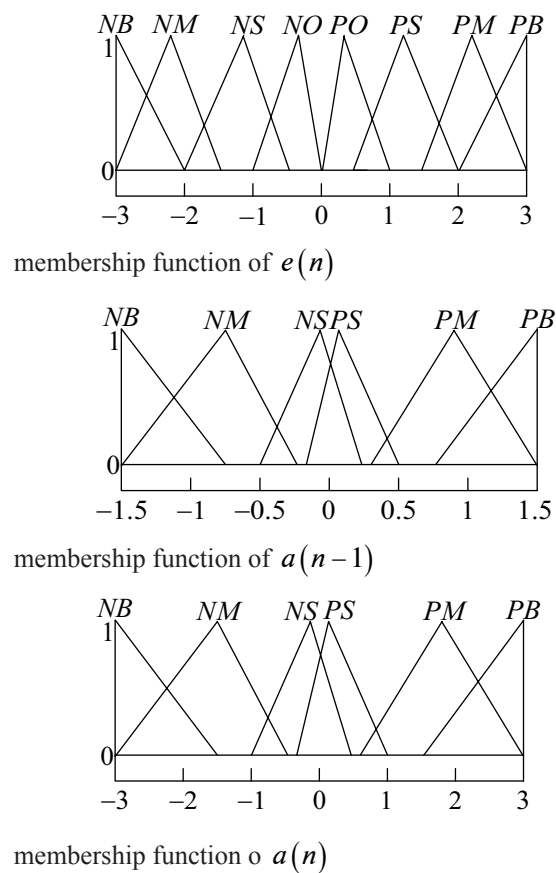 NB NM NS NO PO PS PM PB
1
0
−3 −2 −1 0 1 2 3
membership function of e(n)
NB NM NS PS PM PB
1
0
−1.5 −1 −0.5 0 0.5 1 1.5
membership function of a(n−1)
NB NM NS PS PM PB
1
0
−3 −2 −1 0 1 2 3
membership function o a(n)